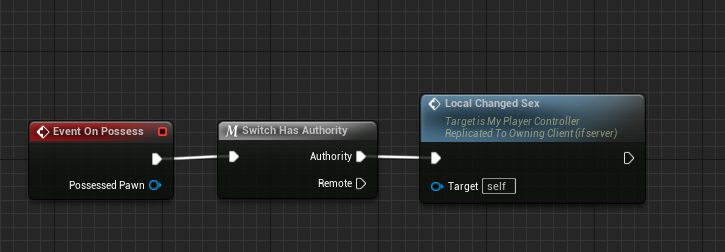 Event On Possess
Possessed Pawn
Switch Has Authority
Authority
Remote
Local Changed Sex
Target is My Player Controller
Replicated To Owning Client (if server)
Target self